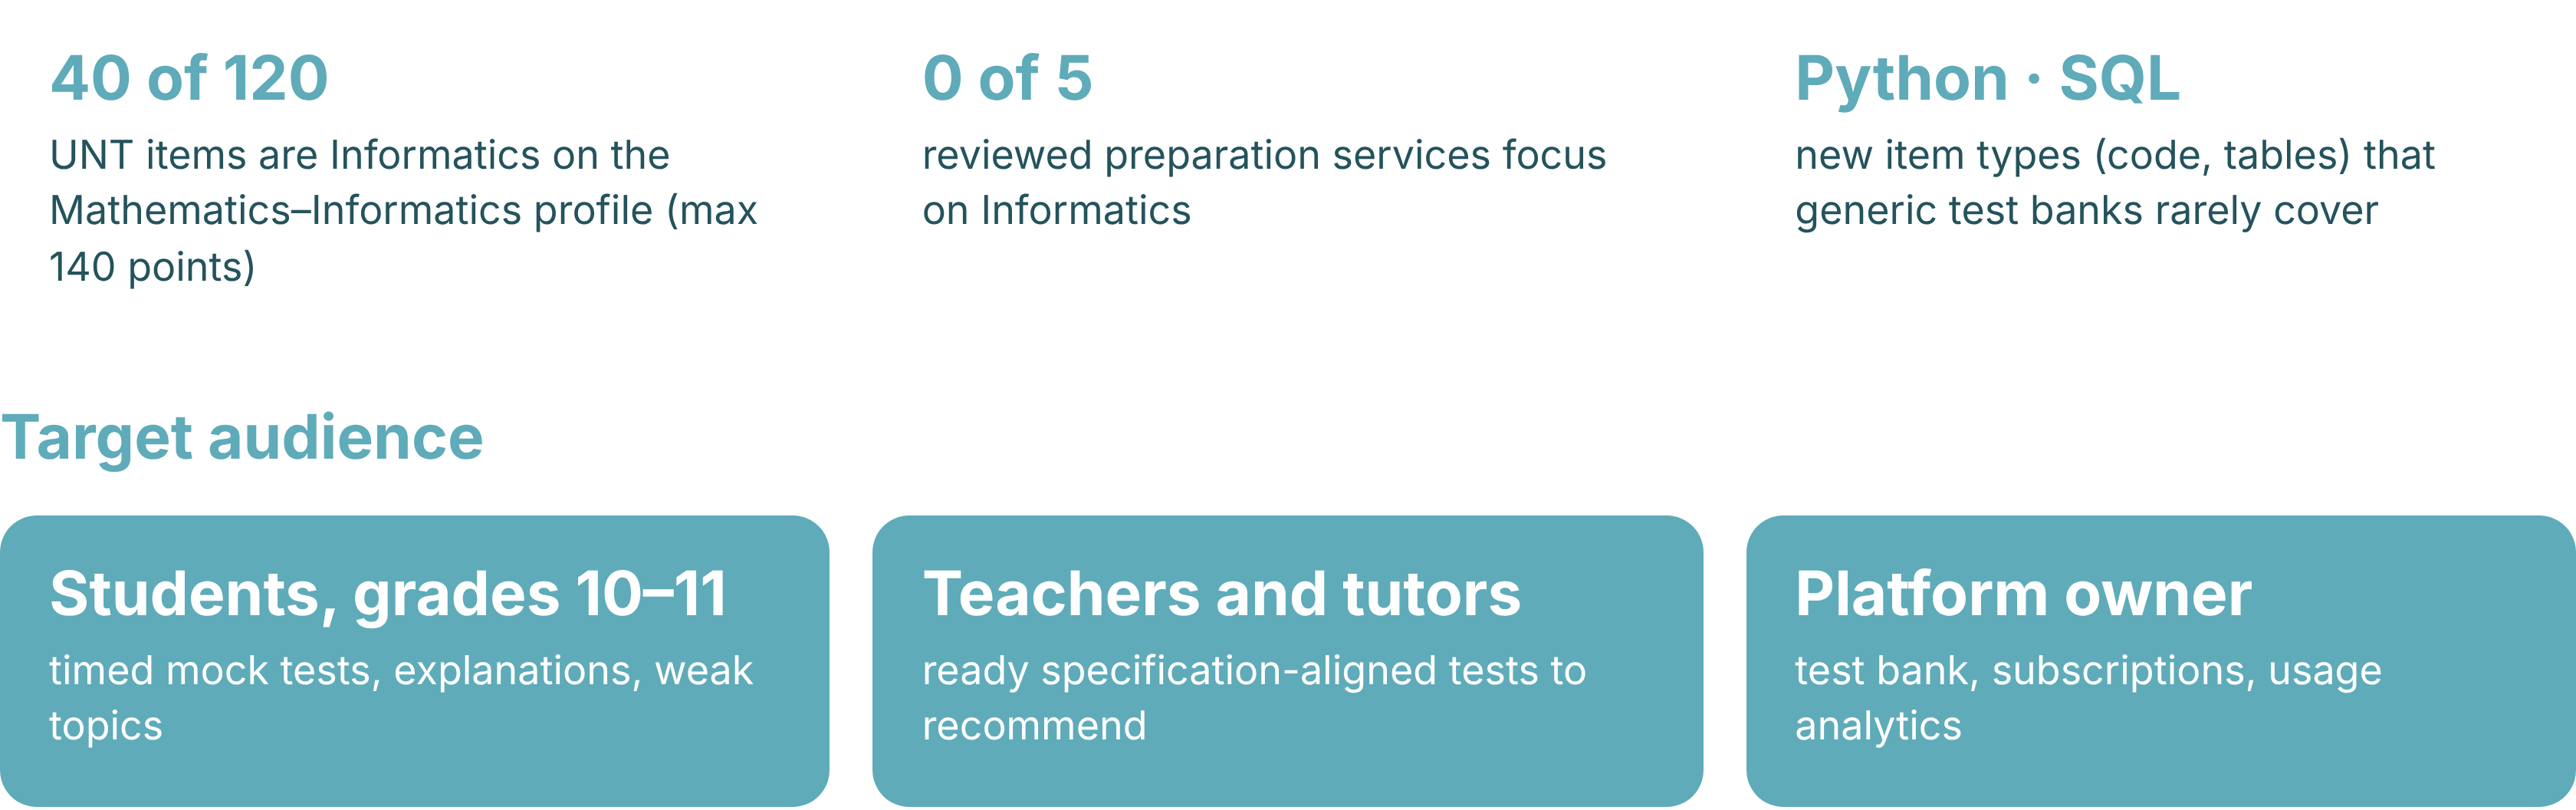 40 of 120
UNT items are Informatics on the
Mathematics–Informatics profile (max
140 points)
0 of 5
reviewed preparation services focus
on Informatics
Python · SQL
new item types (code, tables) that
generic test banks rarely cover
Target audience
Students, grades 10–11
timed mock tests, explanations, weak
topics
Teachers and tutors
ready specification-aligned tests to
recommend
Platform owner
test bank, subscriptions, usage
analytics